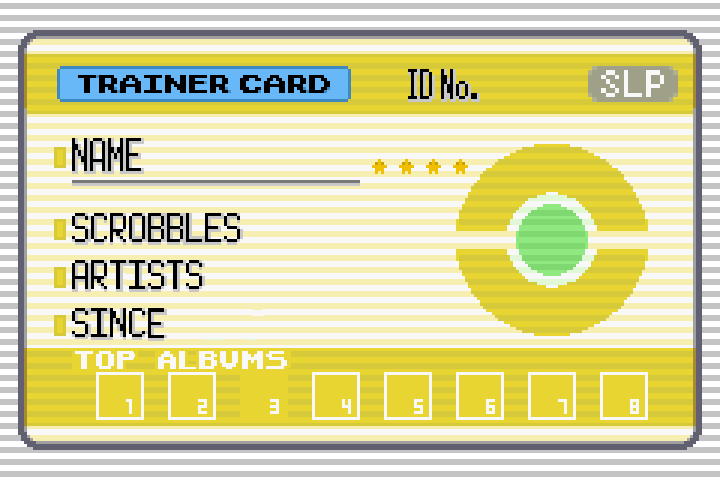 TRAINER CARD ID No. SLP
NAME
SCROBBLES
ARTISTS
SINCE
TOP ALBUMS
1 2 3 4 5 6 7 8